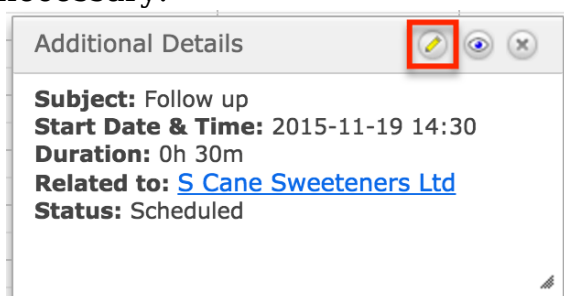 necessary.
Additional Details
Subject: Follow up
Start Date & Time: 2015-11-19 14:30
Duration: 0h 30m
Related to: S Cane Sweeteners Ltd
Status: Scheduled